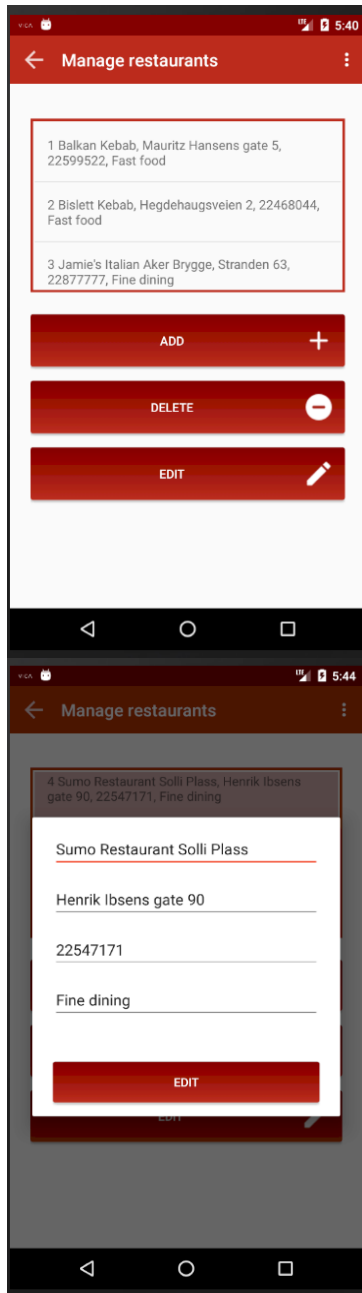 5:40
Manage restaurants
1 Balkan Kebab, Mauritz Hansens gate 5,
22599522, Fast food
2 Bislett Kebab, Hegdehaugsveien 2, 22468044,
Fast food
3 Jamie's Italian Aker Brygge, Stranden 63,
22877777, Fine dining
ADD
DELETE
EDIT
5:44
Manage restaurants
4 Sumo Restaurant Solli Plass, Henrik Ibsens
gate 90, 22547171, Fine dining
Sumo Restaurant Solli Plass
Henrik Ibsens gate 90
22547171
Fine dining
EDIT
EDIT